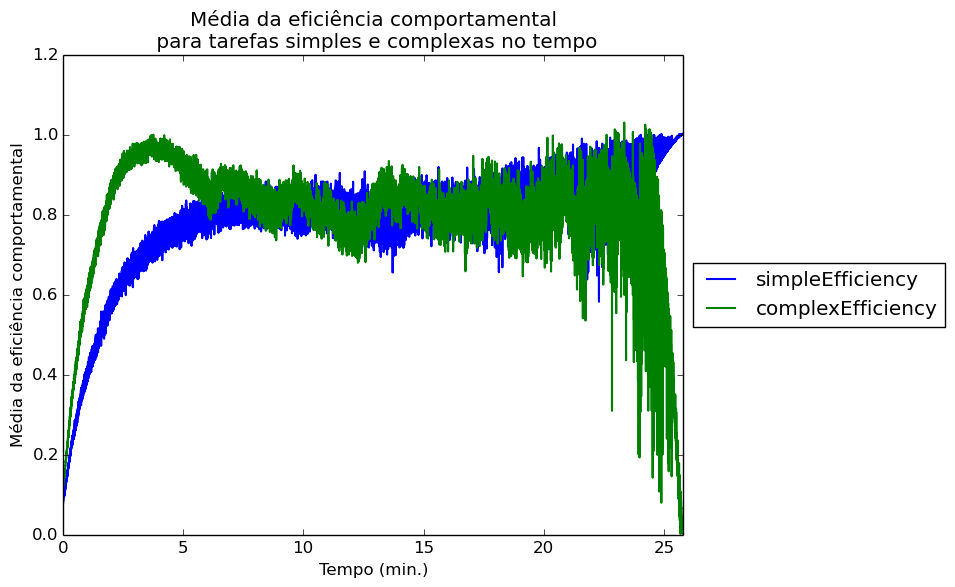 Média da eficiência comportamental
para tarefas simples e complexas no tempo
Média da eficiência comportamental
1.2
1.0
0.8
0.6
0.4
0.2
0.0
0 5 10 15 20 25
Tempo (min.)
simpleEfficiency
complexEfficiency